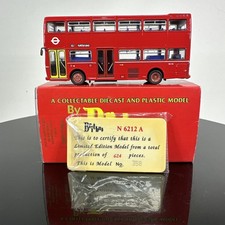 A COLLECTABLE DIECAST AND PLASTIC MODEL
By
N 6212 A
This is to certify that this is a
Limited Edition Model from a total
production of 624 pieces.
This is Model No.